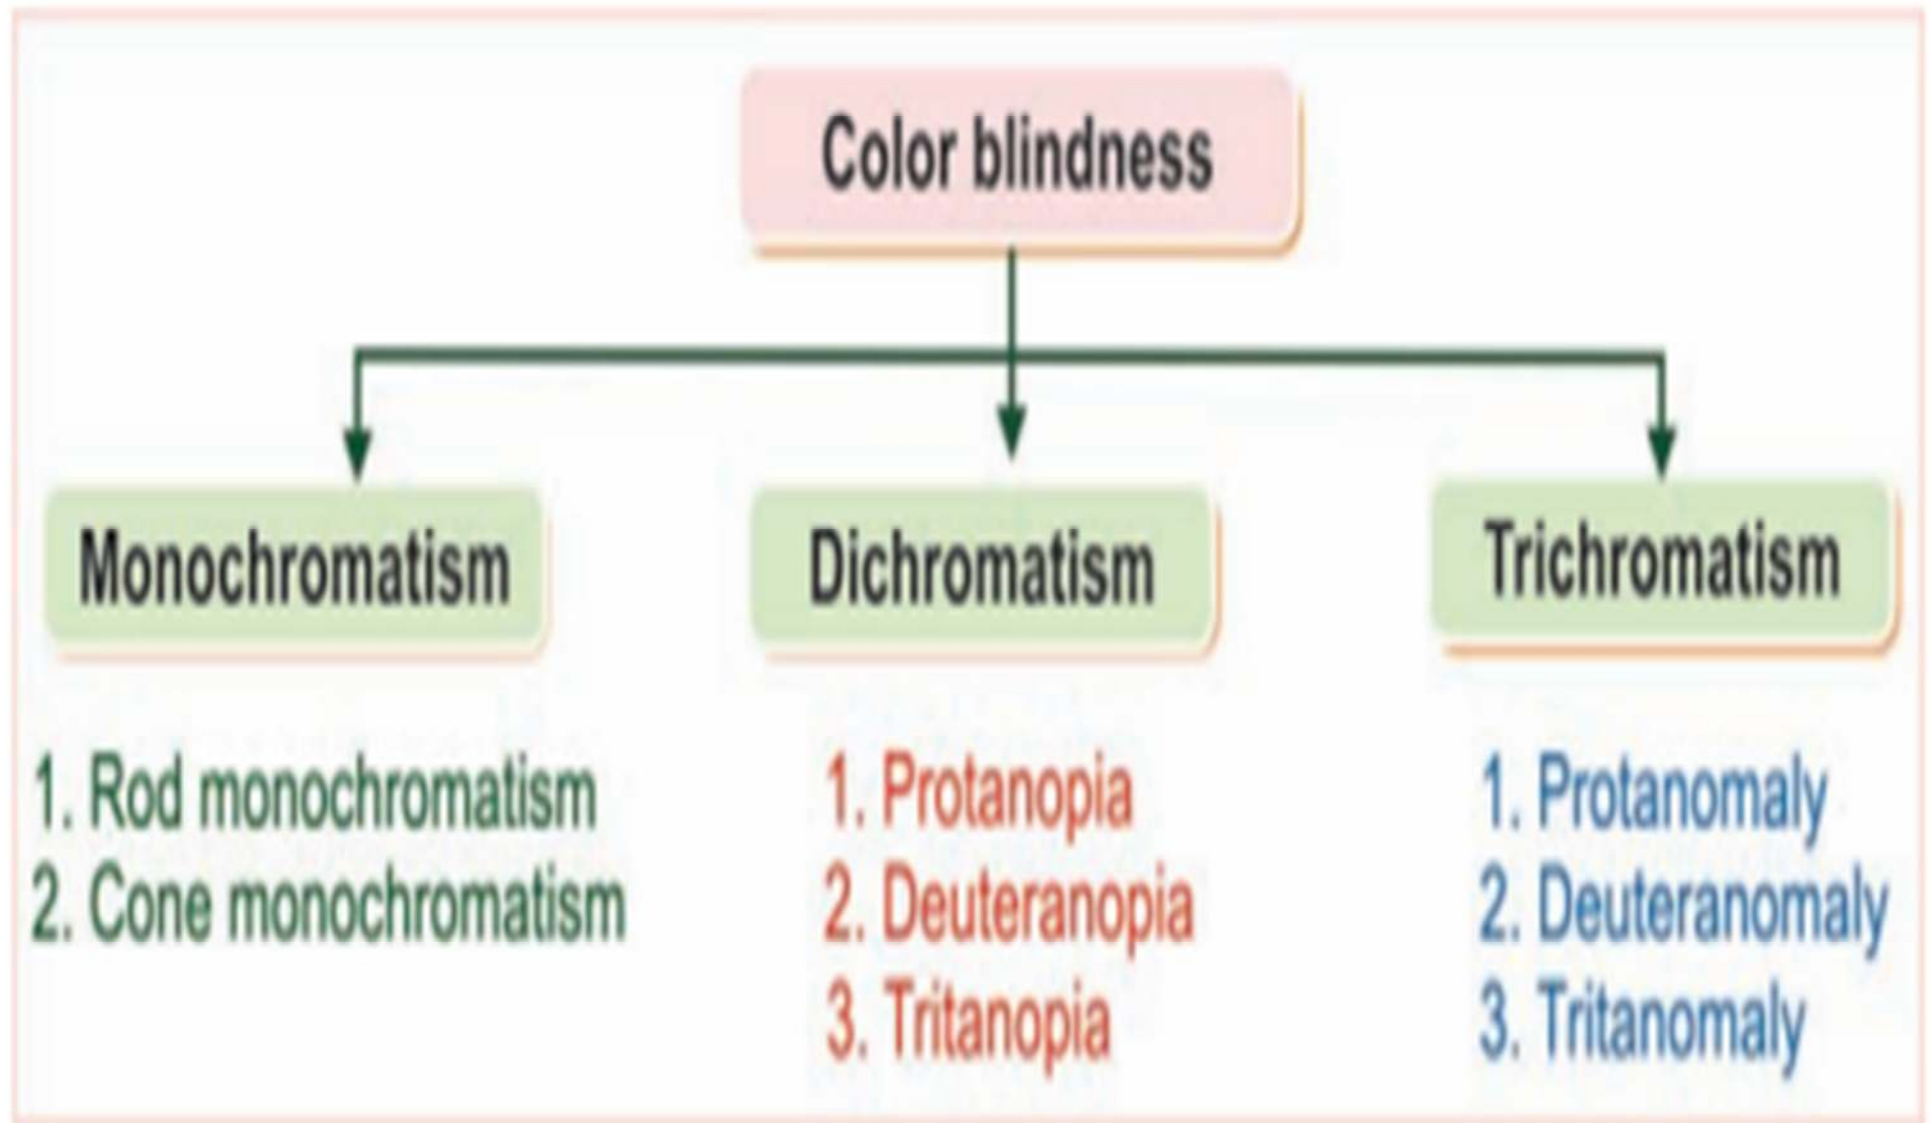 Color blindness
Monochromatism
Dichromatism
Trichromatism
1. Rod monochromatism
2. Cone monochromatism
1. Protanopia
2. Deuteranopia
3. Tritanopia
1. Protanomaly
2. Deuteranomaly
3. Tritanomaly